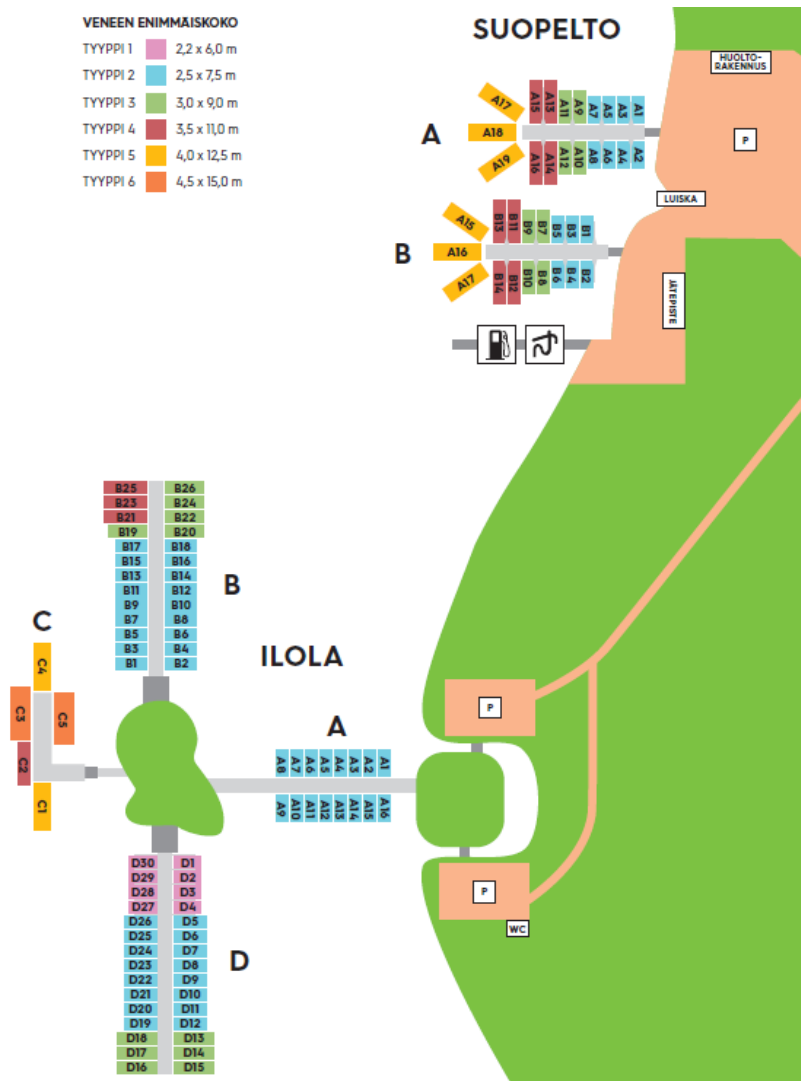 VENEEN ENIMMÄISKOKO
TYYPPI 1 2,2 x 6,0 m
TYYPPI 2 2,5 x 7,5 m
TYYPPI 3 3,0 x 9,0 m
TYYPPI 4 3,5 x 11,0 m
TYYPPI 5 4,0 x 12,5 m
TYYPPI 6 4,5 x 15,0 m
SUOPELTO
HUOLTO-
RAKENNUS
P
LUISKA
JÄTEPISTE
A
A17
A18
A19
A15 A13 A11 A9 A7 A5 A3 A1
A16 A14 A12 A10 A8 A6 A4 A2
B
A15
A16
A17
B13 B11 B9 B7 B5 B3 B1
B14 B12 B10 B8 B6 B4 B2
ILOLA
B
B25 B26
B23 B24
B21 B22
B19 B20
B17 B18
B15 B16
B13 B14
B11 B12
B9 B10
B7 B8
B5 B6
B3 B4
B1 B2
C
C4
C3 C5
C2
C1
A
A8 A7 A6 A5 A4 A3 A2 A1
A9 A10 A11 A12 A13 A14 A15 A16
P
P
WC
D
D30 D1
D29 D2
D28 D3
D27 D4
D26 D5
D25 D6
D24 D7
D23 D8
D22 D9
D21 D10
D20 D11
D19 D12
D18 D13
D17 D14
D16 D15